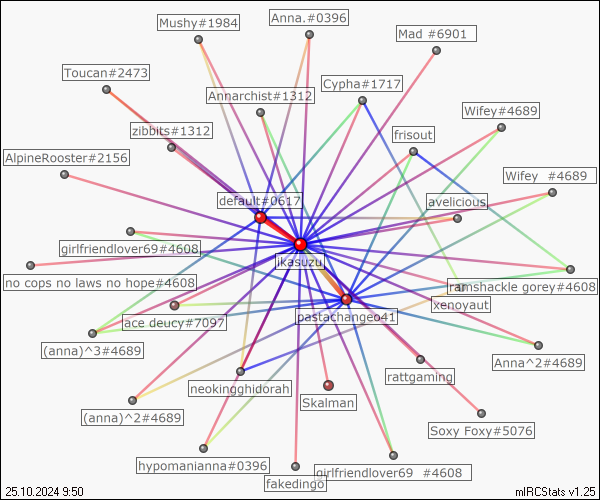 Mushy#1984
Anna.#0396
Mad #6901
Toucan#2473
Annarchist#1312
Cypha#1717
Wifey#4689
zibbits#1312
frisout
AlpineRooster#2156
Wifey #4689
default#0617
avelicious
girlfriendlover69#4608
ikasuzu
no cops no laws no hope#4608
ramshackle gorey#4608
xenoyaut
ace deucy#7097
pastachangeo41
(anna)^3#4689
Anna^2#4689
rattgaming
neokingghidorah
Skalman
(anna)^2#4689
Soxy Foxy#5076
hypomanianna#0396
girlfriendlover69 #4608
fakedingo
25.10.2024 9:50
mIRCStats v1.25